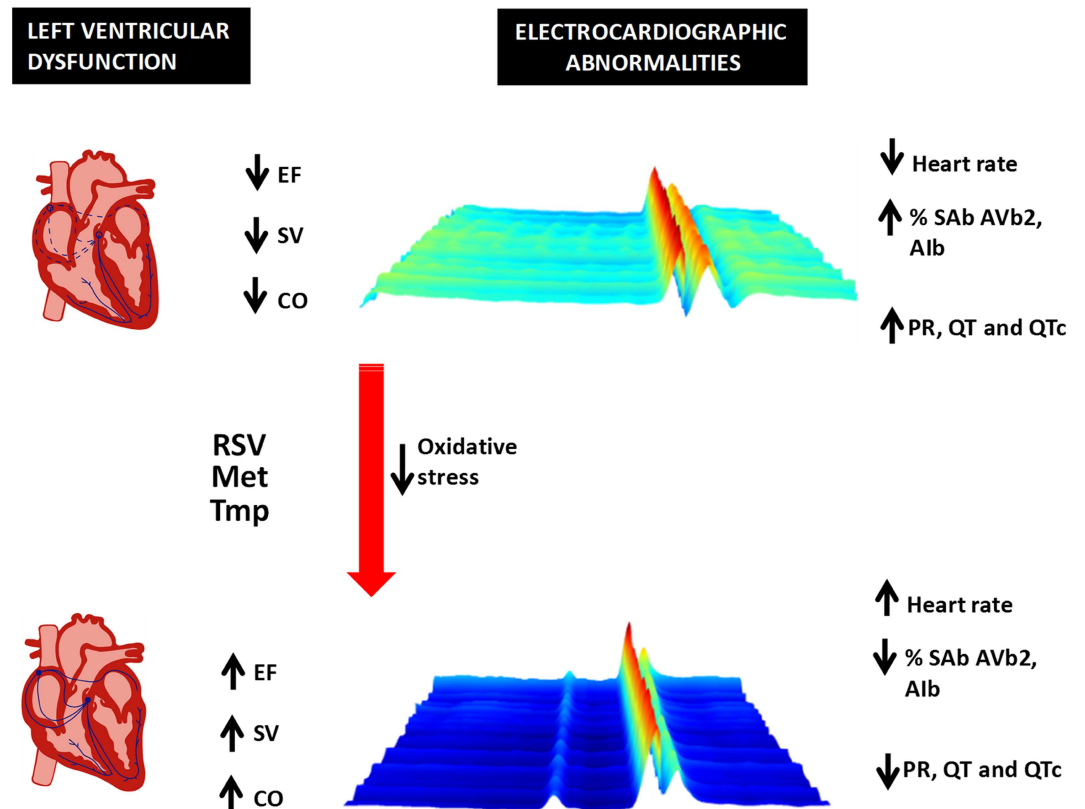 LEFT VENTRICULAR
DYSFUNCTION
ELECTROCARDIOGRAPHIC
ABNORMALITIES
↓ EF
↓ SV
↓ CO
↓ Heart rate
↑ % SAb AVb2,
AIb
↑ PR, QT and QTc
RSV
Met
Tmp
↓ Oxidative
stress
↑ EF
↑ SV
↑ CO
↑ Heart rate
↓ % SAb AVb2,
AIb
↓ PR, QT and QTc